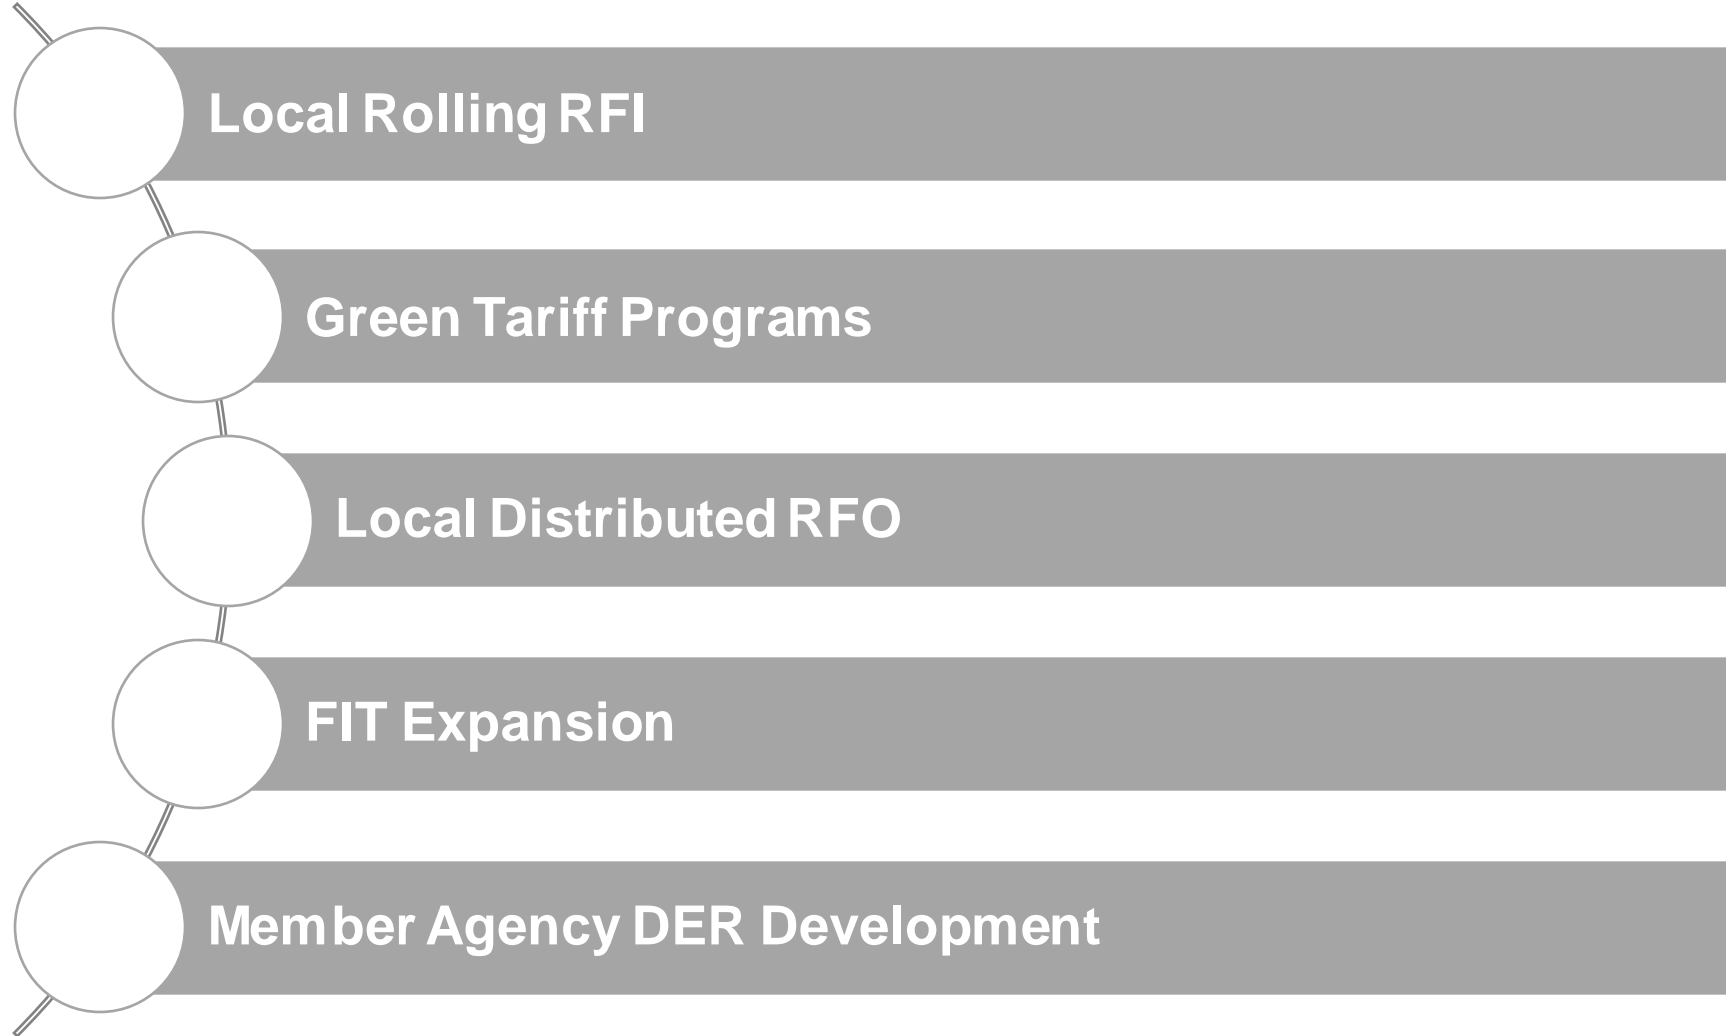 Local Rolling RFI
Green Tariff Programs
Local Distributed RFO
FIT Expansion
Member Agency DER Development